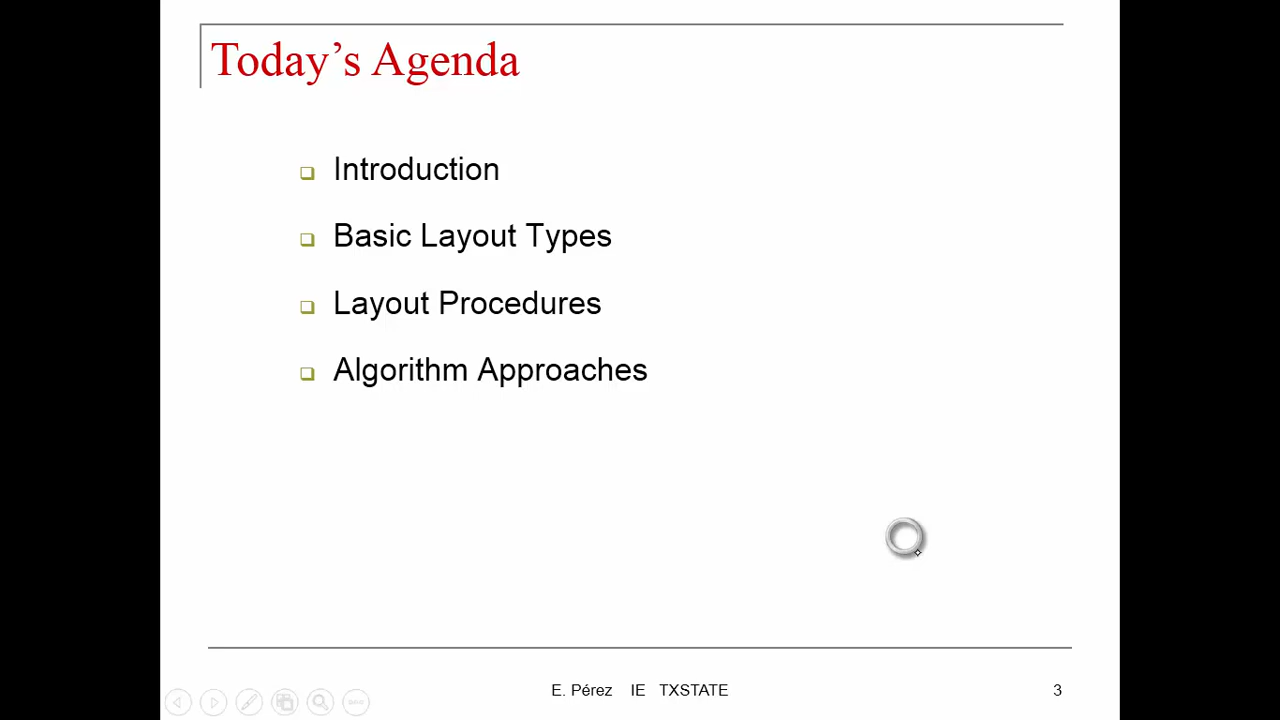 Today’s Agenda
Introduction
Basic Layout Types
Layout Procedures
Algorithm Approaches
E. Pérez IE TXSTATE
3